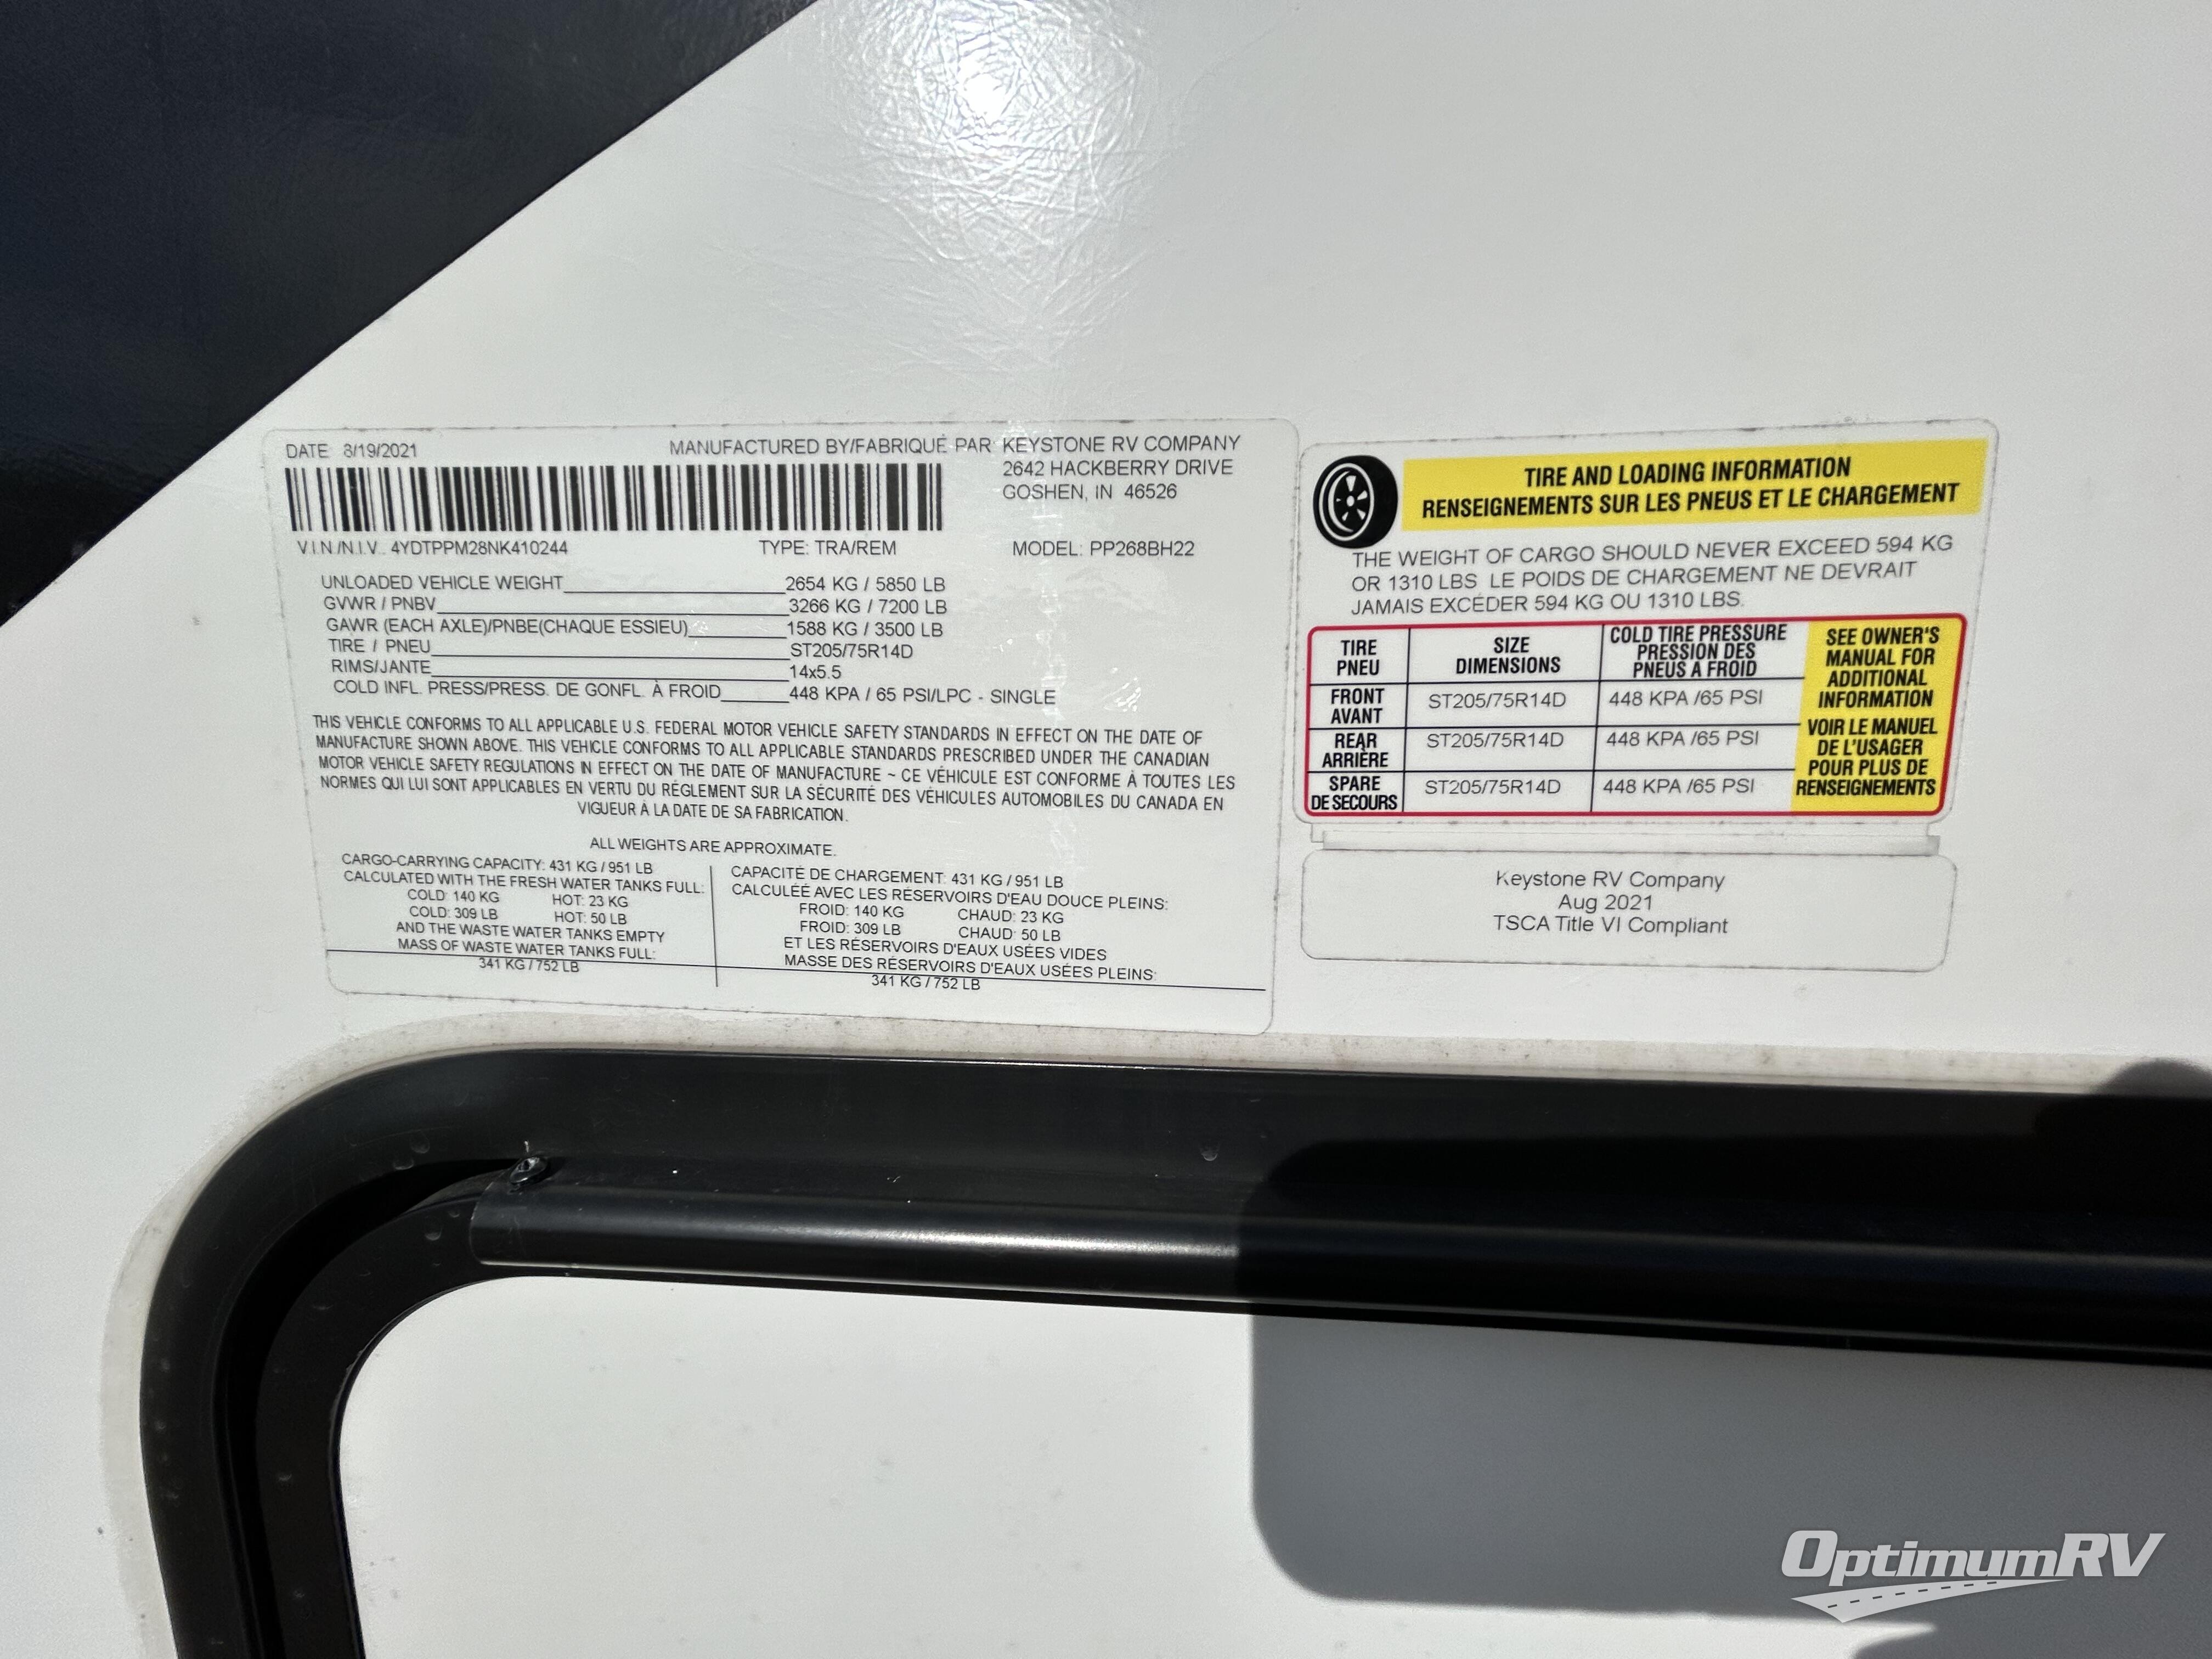 DATE 8/19/2021
MANUFACTURED BY/FABRIQUÉ PAR KEYSTONE RV COMPANY
2642 HACKBERRY DRIVE
GOSHEN, IN 46526
V.I.N./N.I.V.. 4YDTPPM28NK410244 TYPE: TRA/REM MODEL: PP268BH22
UNLOADED VEHICLE WEIGHT 2654 KG / 5850 LB
GVWR / PNBV 3266 KG / 7200 LB
GAWR (EACH AXLE)/PNBE(CHAQUE ESSIEU) 1588 KG / 3500 LB
TIRE / PNEU ST205/75R14D
RIMS/JANTE 14x5.5
COLD INFL. PRESS/PRESS. DE GONFL. À FROID 448 KPA / 65 PSI/LPC - SINGLE
THIS VEHICLE CONFORMS TO ALL APPLICABLE U.S. FEDERAL MOTOR VEHICLE SAFETY STANDARDS IN EFFECT ON THE DATE OF
MANUFACTURE SHOWN ABOVE. THIS VEHICLE CONFORMS TO ALL APPLICABLE STANDARDS PRESCRIBED UNDER THE CANADIAN
MOTOR VEHICLE SAFETY REGULATIONS IN EFFECT ON THE DATE OF MANUFACTURE ~ CE VÉHICULE EST CONFORME À TOUTES LES
NORMES QUI LUI SONT APPLICABLES EN VERTU DU RÉGLEMENT SUR LA SÉCURITÉ DES VÉHICULES AUTOMOBILES DU CANADA EN
VIGUEUR À LA DATE DE SA FABRICATION.
ALL WEIGHTS ARE APPROXIMATE.
CARGO-CARRYING CAPACITY: 431 KG / 951 LB
CALCULATED WITH THE FRESH WATER TANKS FULL:
COLD: 140 KG HOT: 23 KG
COLD: 309 LB HOT: 50 LB
AND THE WASTE WATER TANKS EMPTY
MASS OF WASTE WATER TANKS FULL:
341 KG / 752 LB
CAPACITÉ DE CHARGEMENT: 431 KG / 951 LB
CALCULÉE AVEC LES RÉSERVOIRS D'EAU DOUCE PLEINS:
FROID: 140 KG CHAUD: 23 KG
FROID: 309 LB CHAUD: 50 LB
ET LES RÉSERVOIRS D'EAUX USÉES VIDES
MASSE DES RÉSERVOIRS D'EAUX USÉES PLEINS:
341 KG / 752 LB
TIRE AND LOADING INFORMATION
RENSEIGNEMENTS SUR LES PNEUS ET LE CHARGEMENT
THE WEIGHT OF CARGO SHOULD NEVER EXCEED 594 KG
OR 1310 LBS LE POIDS DE CHARGEMENT NE DEVRAIT
JAMAIS EXCÉDER 594 KG OU 1310 LBS.
TIRE
PNEU
SIZE
DIMENSIONS
COLD TIRE PRESSURE
PRESSION DES
PNEUS A FROID
FRONT
AVANT
ST205/75R14D 448 KPA /65 PSI
REAR
ARRIÈRE
ST205/75R14D 448 KPA /65 PSI
SPARE
DE SECOURS
ST205/75R14D 448 KPA /65 PSI
SEE OWNER'S
MANUAL FOR
ADDITIONAL
INFORMATION
VOIR LE MANUEL
DE L'USAGER
POUR PLUS DE
RENSEIGNEMENTS
Keystone RV Company
Aug 2021
TSCA Title VI Compliant
OptimumRV